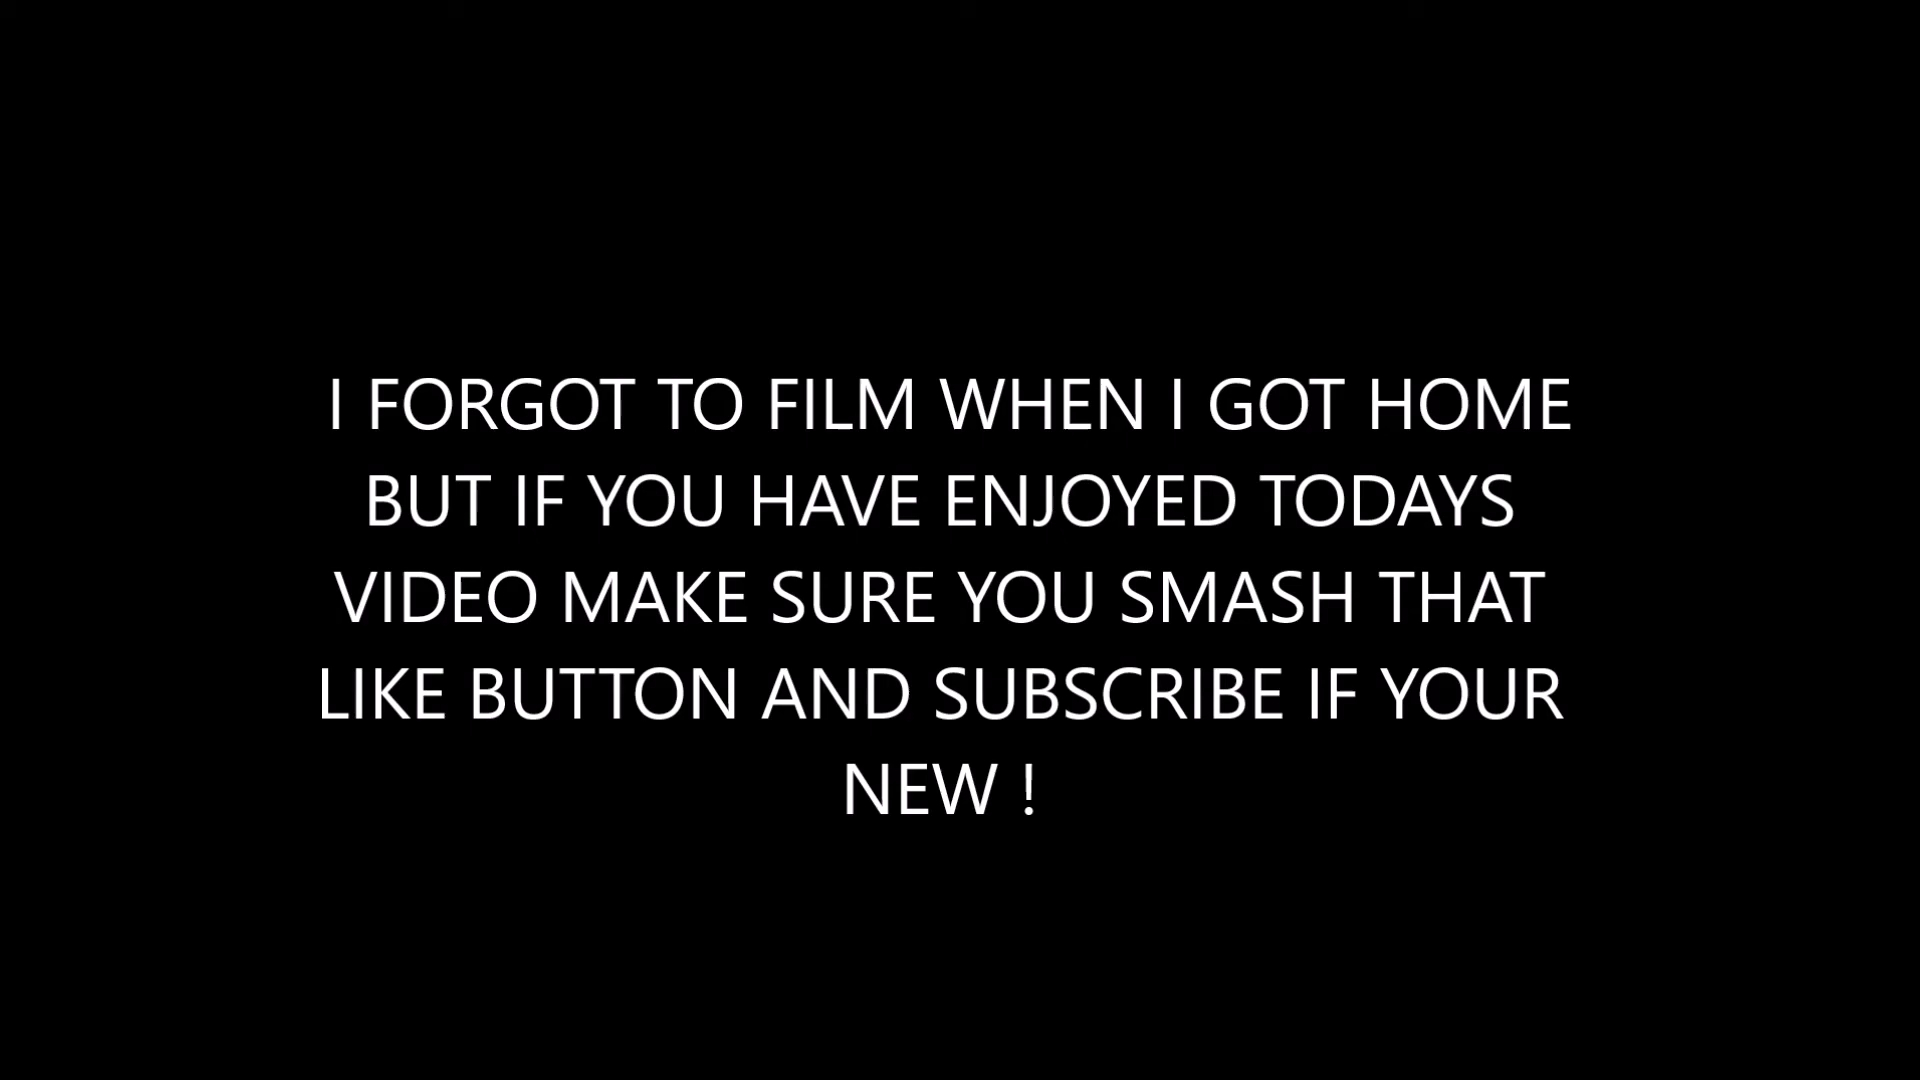 I FORGOT TO FILM WHEN I GOT HOME
BUT IF YOU HAVE ENJOYED TODAYS
VIDEO MAKE SURE YOU SMASH THAT
LIKE BUTTON AND SUBSCRIBE IF YOUR
NEW !